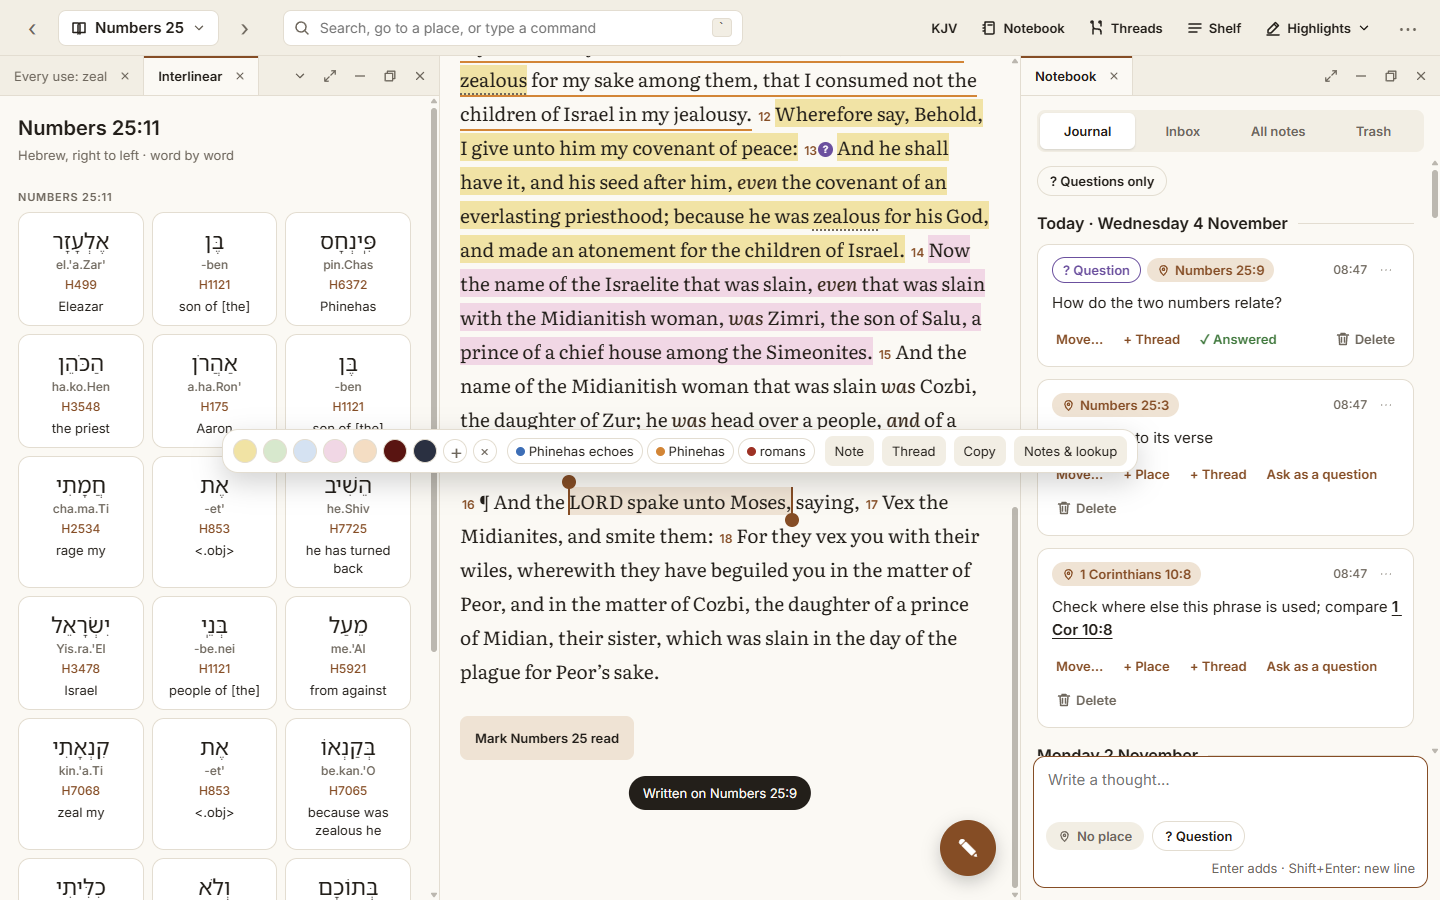 Numbers 25
Search, go to a place, or type a command
`
KJV
Notebook
Threads
Shelf
Highlights
Every use: zeal
Interlinear
Numbers 25:11
Hebrew, right to left · word by word
NUMBERS 25:11
אֶלְעָזָר בֶּן פִּֽינְחָס
el.'a.Zar' -ben pin.Chas
H499 H1121 H6372
Eleazar son of [the] Phinehas
הַכֹּהֵן אַהֲרֹן בֶּן
ha.ko.Hen a.ha.Ron' -ben
H3548 H175 H1121
the priest Aaron son of [the]
חֲמָתִי אֶת הֵשִׁיב
cha.ma.Ti -et' he.Shiv
H2534 H853 H7725
rage my <.obj> he has turned
back
יִשְׂרָאֵל בְּנֵֽי מֵעַל
Yis.ra.'El -be.nei me.'Al
H3478 H1121 H5921
Israel people of [the] from against
קִנְאָתִי אֶת בְּקַנְאוֹ
kin.'a.Ti -et' be.kan.'O
H7068 H853 H7065
zeal my <.obj> because was
zealous he
כִלִּיתִי וְלֹא בְּתוֹכָם
zealous for my sake among them, that I consumed not the
children of Israel in my jealousy. 12 Wherefore say, Behold,
I give unto him my covenant of peace: 13 ? And he shall
have it, and his seed after him, even the covenant of an
everlasting priesthood; because he was zealous for his God,
and made an atonement for the children of Israel. 14 Now
the name of the Israelite that was slain, even that was slain
with the Midianitish woman, was Zimri, the son of Salu, a
prince of a chief house among the Simeonites. 15 And the
name of the Midianitish woman that was slain was Cozbi,
the daughter of Zur; he was head over a people, and of a
+ × Phinehas echoes Phinehas romans Note Thread Copy Notes & lookup
16 ¶ And the LORD spake unto Moses, saying, 17 Vex the
Midianites, and smite them: 18 For they vex you with their
wiles, wherewith they have beguiled you in the matter of
Peor, and in the matter of Cozbi, the daughter of a prince
of Midian, their sister, which was slain in the day of the
plague for Peor’s sake.
Mark Numbers 25 read
Written on Numbers 25:9
Notebook
Journal Inbox All notes Trash
? Questions only
Today · Wednesday 4 November
? Question Numbers 25:9 08:47 ···
How do the two numbers relate?
Move... + Thread ✓ Answered Delete
Numbers 25:3
to its verse
Move... + Place + Thread Ask as a question
Delete
1 Corinthians 10:8 08:47 ···
Check where else this phrase is used; compare 1
Cor 10:8
Move... + Place + Thread Ask as a question
Delete
Monday 2 November
Write a thought...
No place ? Question
Enter adds · Shift+Enter: new line